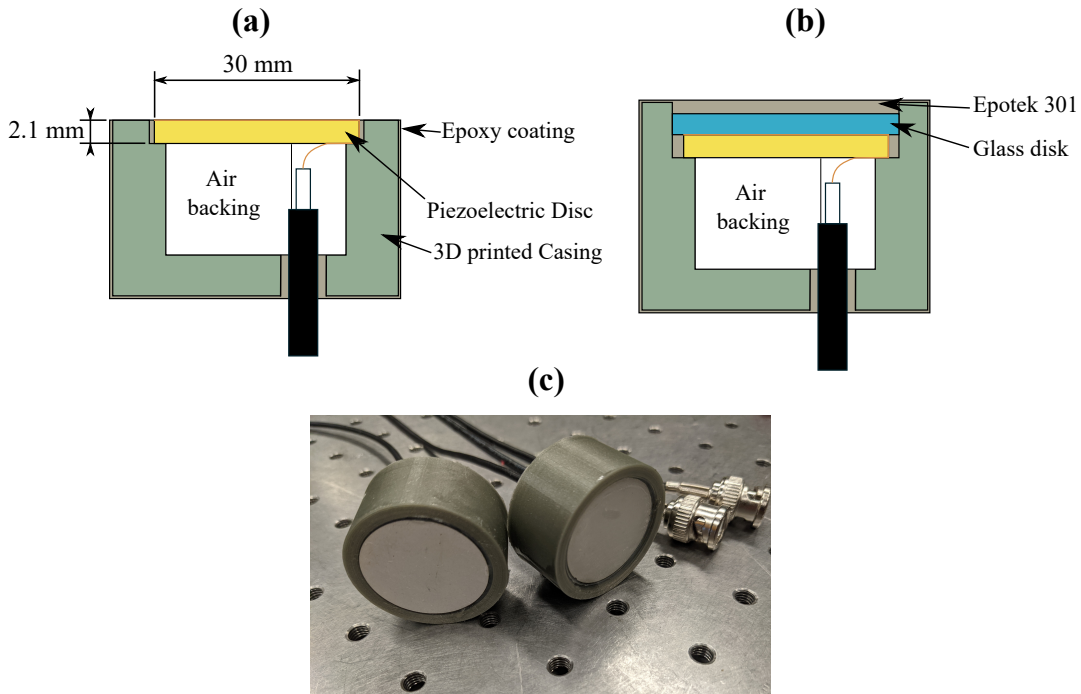 (a)
(b)
30 mm
2.1 mm
Epoxy coating
Air
backing
Piezoelectric Disc
3D printed Casing
Epotek 301
Glass disk
Air
backing
(c)